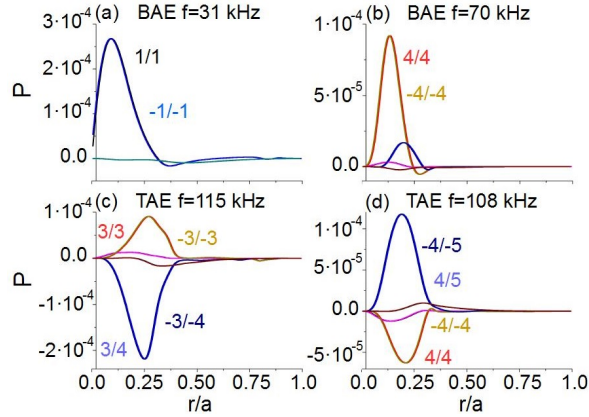 (a) BAE f=31 kHz
3·10⁻⁴
2·10⁻⁴
1·10⁻⁴
0.0
P
1/1
-1/-1
(b) BAE f=70 kHz
1·10⁻⁴
5·10⁻⁵
0.0
4/4
-4/-4
(c) TAE f=115 kHz
1·10⁻⁴
0.0
-1·10⁻⁴
-2·10⁻⁴
P
3/3
-3/-3
-3/-4
3/4
0.0 0.25 0.50 0.75 1.0
r/a
(d) TAE f=108 kHz
1·10⁻⁴
5·10⁻⁵
0.0
-5·10⁻⁵
-4/-5
4/5
-4/-4
4/4
0.0 0.25 0.50 0.75 1.0
r/a